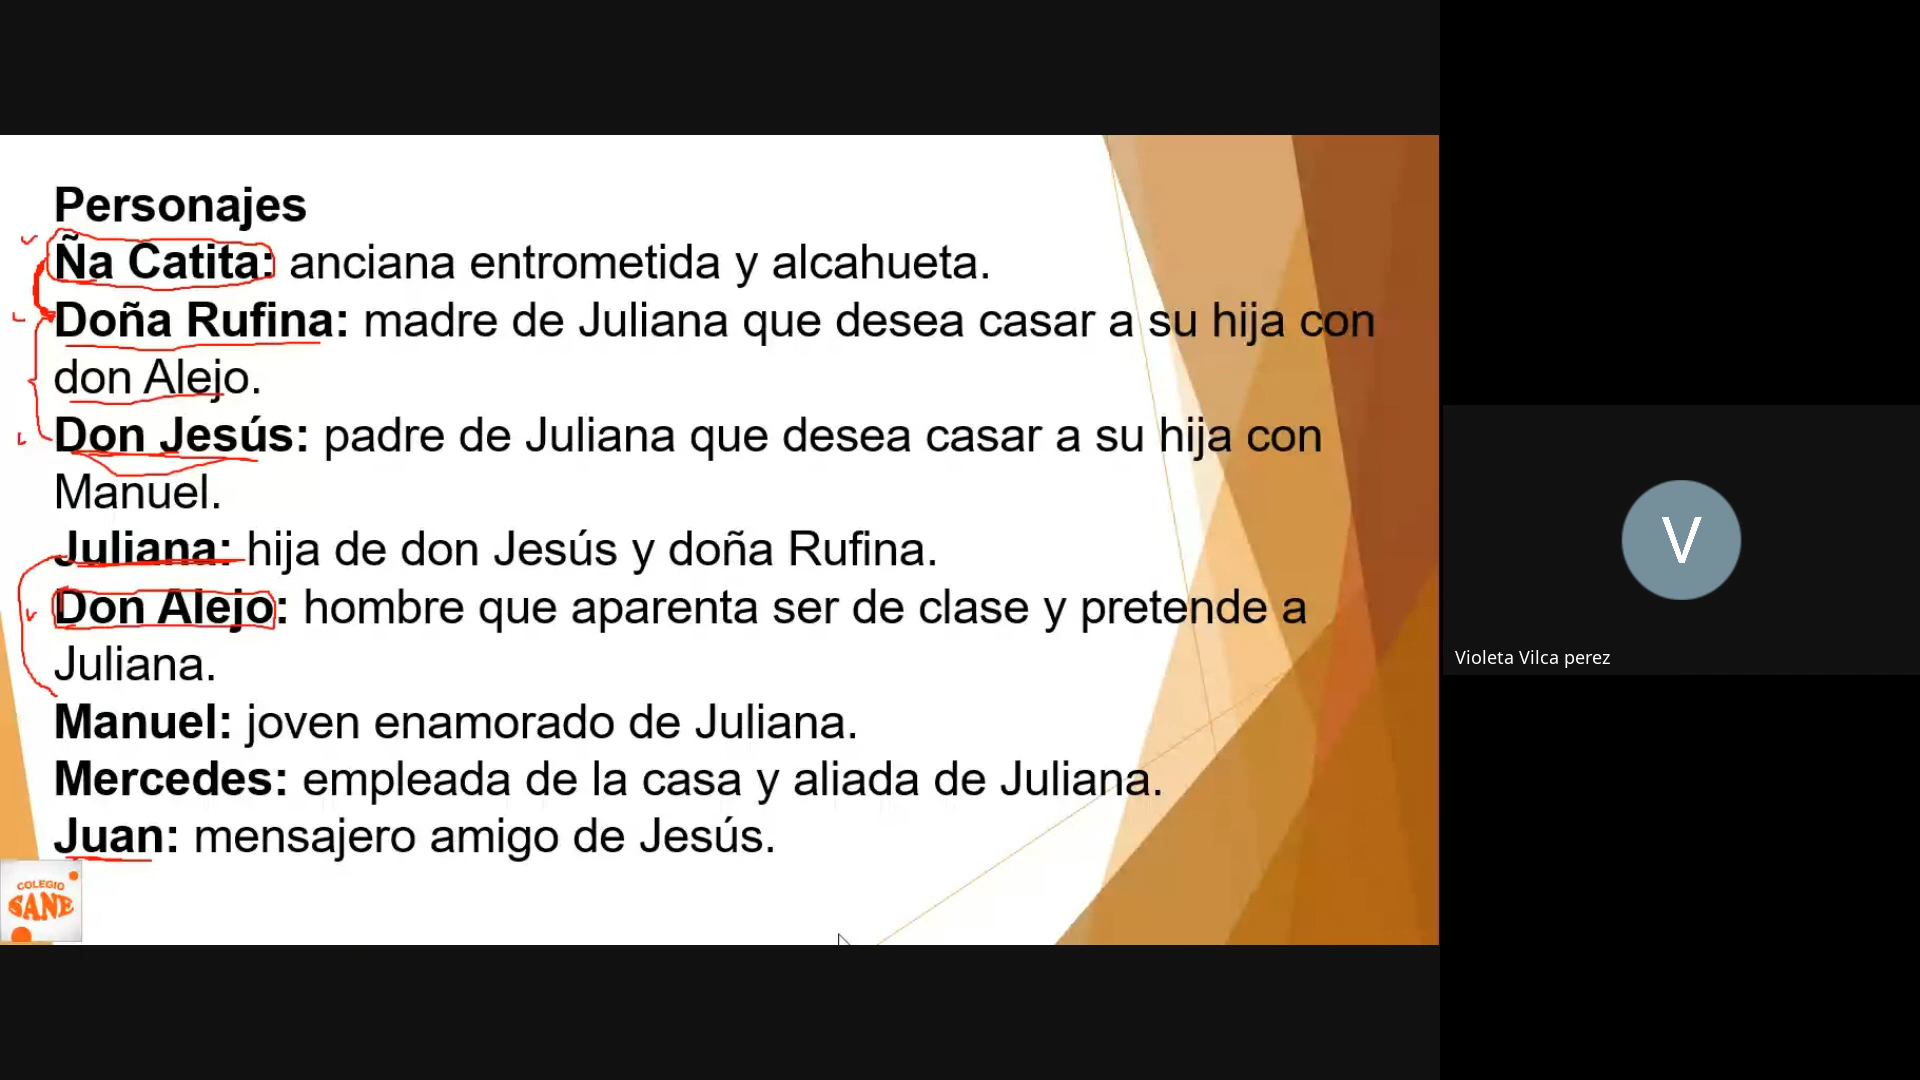 Personajes
Ña Catita: anciana entrometida y alcahueta.
Doña Rufina: madre de Juliana que desea casar a su hija con
don Alejo.
Don Jesús: padre de Juliana que desea casar a su hija con
Manuel.
Juliana: hija de don Jesús y doña Rufina.
Don Alejo: hombre que aparenta ser de clase y pretende a
Juliana.
Manuel: joven enamorado de Juliana.
Mercedes: empleada de la casa y aliada de Juliana.
Juan: mensajero amigo de Jesús.
COLEGIO
SANE
V
Violeta Vilca perez